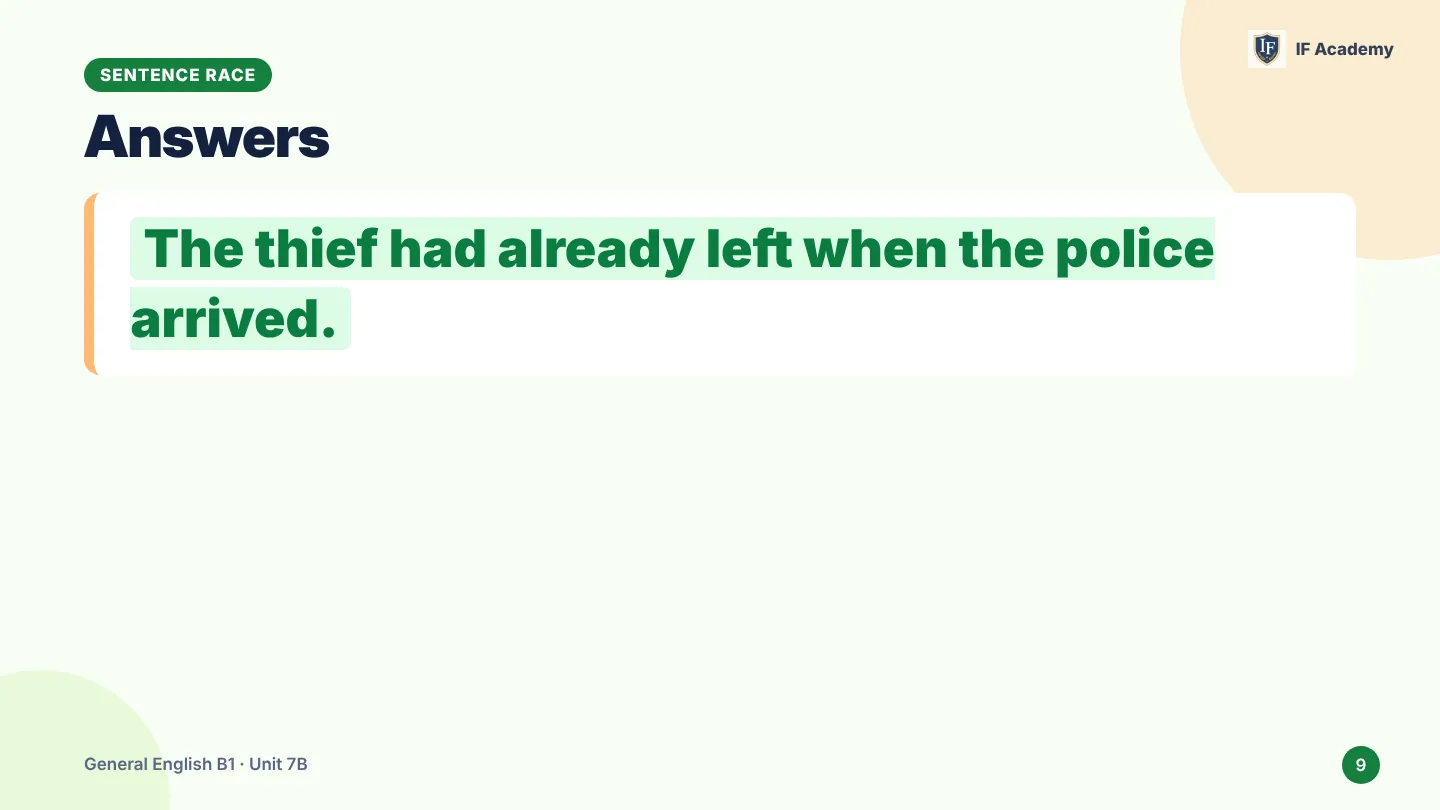 SENTENCE RACE
IF IF Academy
Answers
The thief had already left when the police
arrived.
General English B1 · Unit 7B
9